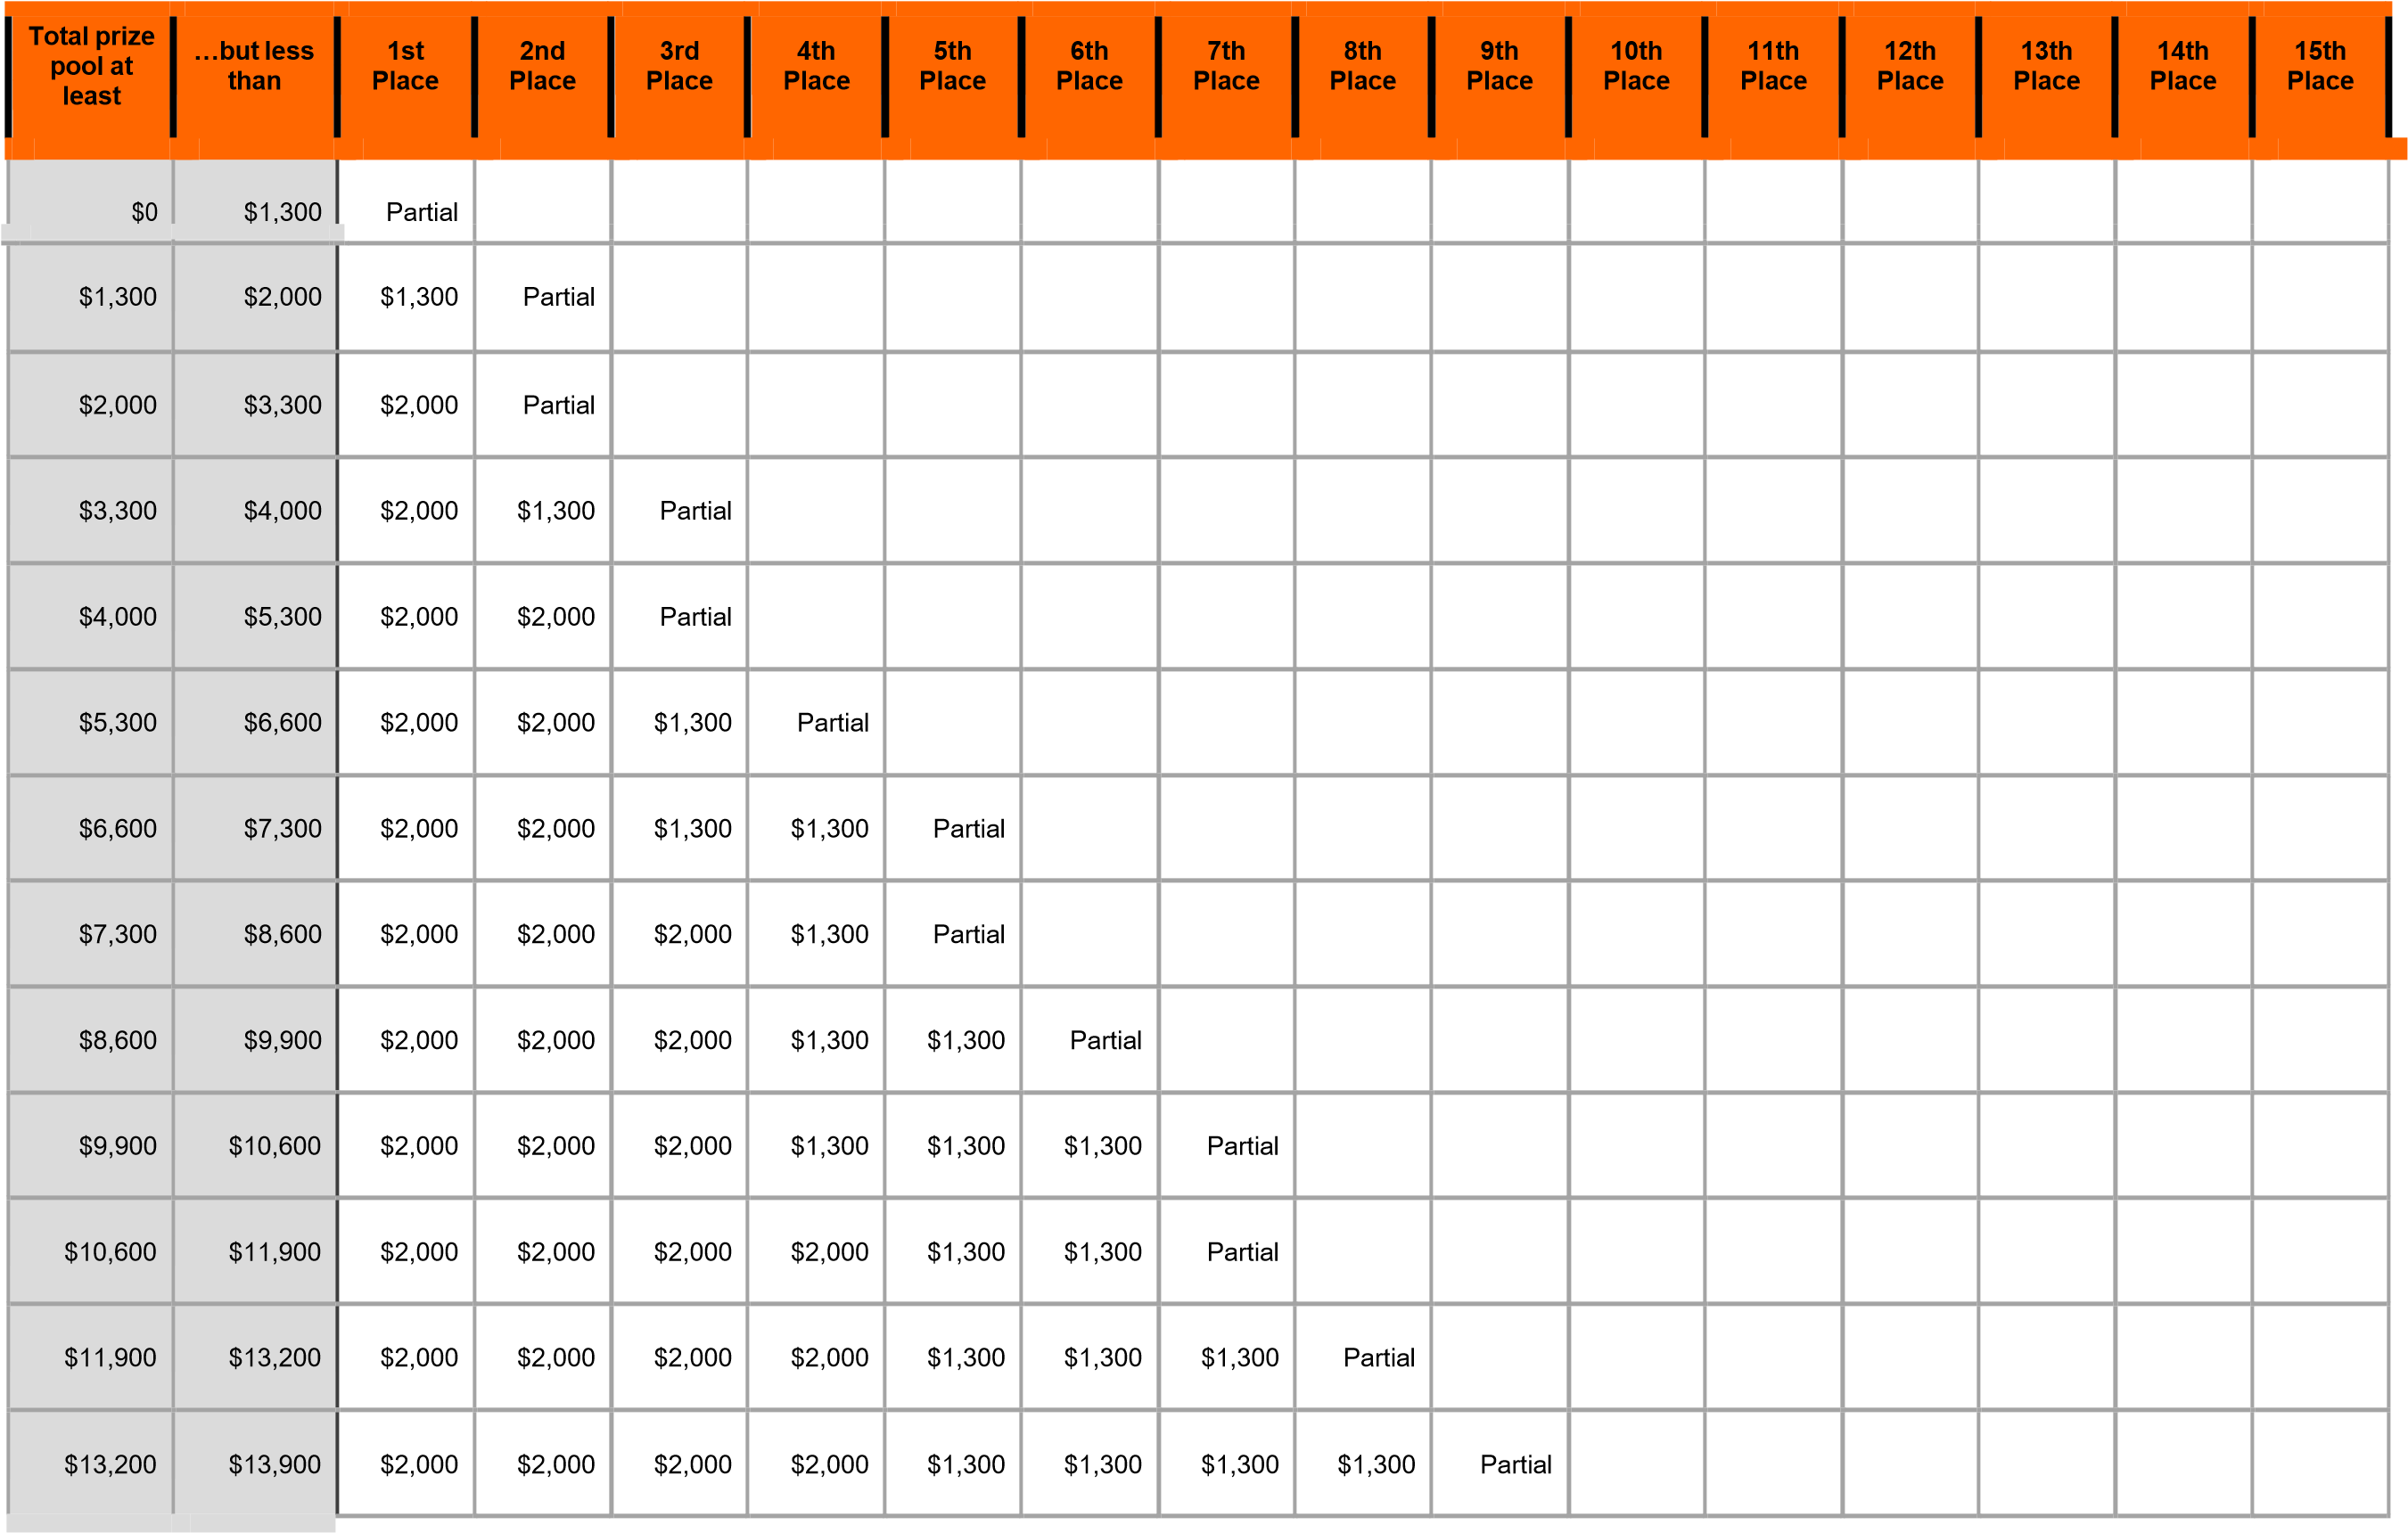 Total prize pool at least …but less than 1st Place 2nd Place 3rd Place 4th Place 5th Place 6th Place 7th Place 8th Place 9th Place 10th Place 11th Place 12th Place 13th Place 14th Place 15th Place
$0 $1,300 Partial
$1,300 $2,000 $1,300 Partial
$2,000 $3,300 $2,000 Partial
$3,300 $4,000 $2,000 $1,300 Partial
$4,000 $5,300 $2,000 $2,000 Partial
$5,300 $6,600 $2,000 $2,000 $1,300 Partial
$6,600 $7,300 $2,000 $2,000 $1,300 $1,300 Partial
$7,300 $8,600 $2,000 $2,000 $2,000 $1,300 Partial
$8,600 $9,900 $2,000 $2,000 $2,000 $1,300 $1,300 Partial
$9,900 $10,600 $2,000 $2,000 $2,000 $1,300 $1,300 $1,300 Partial
$10,600 $11,900 $2,000 $2,000 $2,000 $2,000 $1,300 $1,300 Partial
$11,900 $13,200 $2,000 $2,000 $2,000 $2,000 $1,300 $1,300 $1,300 Partial
$13,200 $13,900 $2,000 $2,000 $2,000 $2,000 $1,300 $1,300 $1,300 $1,300 Partial